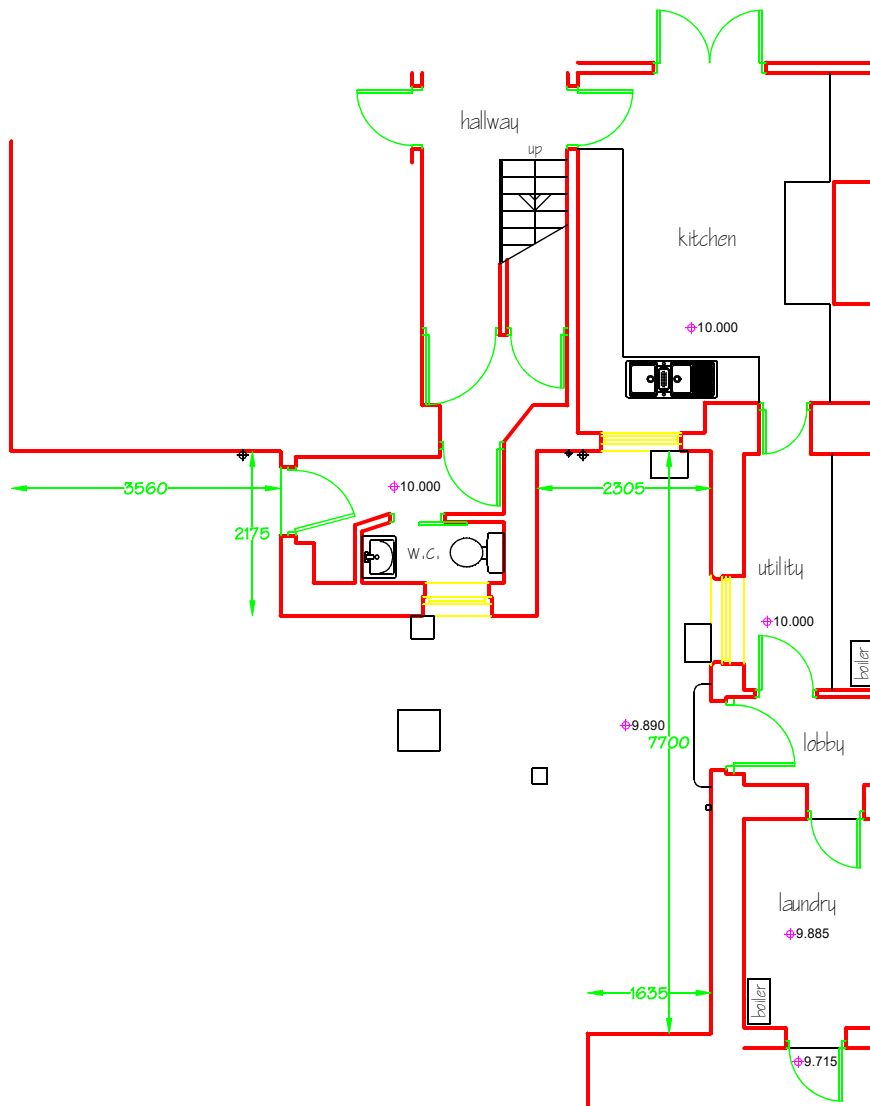 hallway
up
kitchen
10.000
3560
10.000
2305
2175
W.C.
utility
10.000
boiler
9.890
7700
lobby
laundry
9.885
1635
boiler
9.715